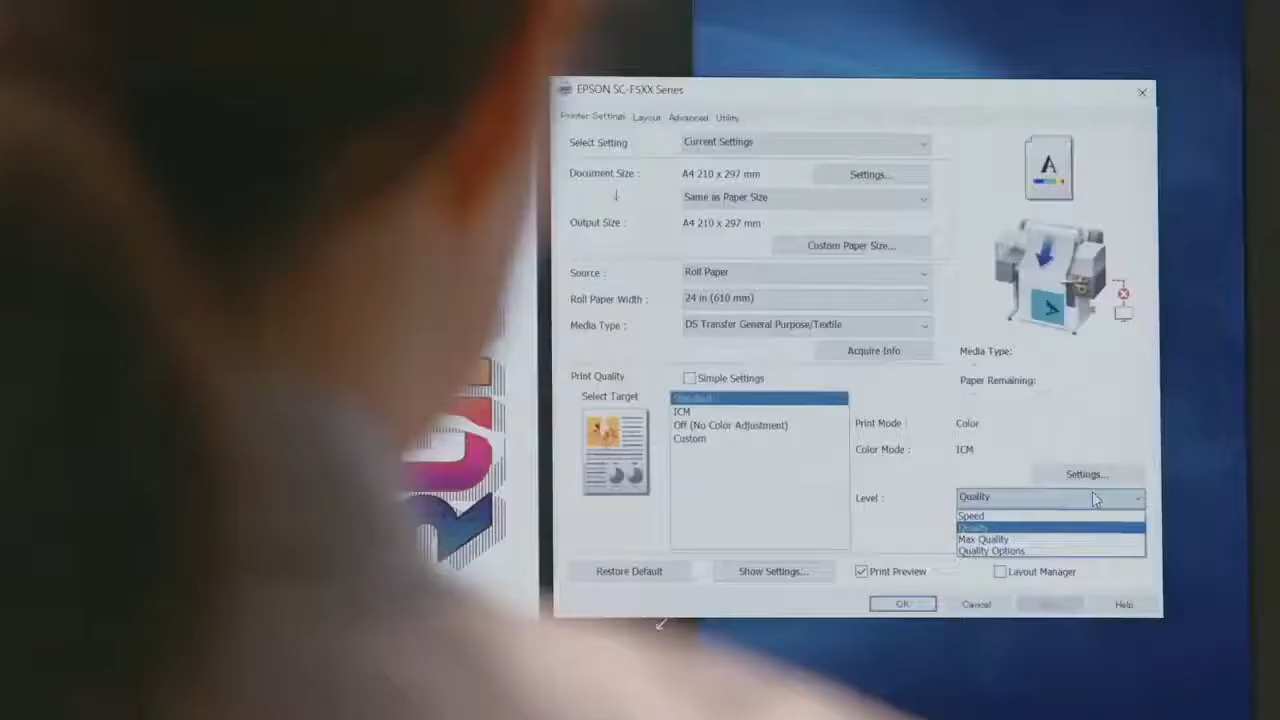 EPSON SC-F5XX Series
Printer Settings Layout Advanced Utility
Select Setting Current Settings
Document Size : A4 210 x 297 mm Settings...
Same as Paper Size
Output Size : A4 210 x 297 mm
Custom Paper Size...
Source : Roll Paper
Roll Paper Width : 24 in (610 mm)
Media Type : DS Transfer General Purpose/Textile
Acquire Info
Media Type:
Paper Remaining:
Print Quality Simple Settings
Select Target
Standard
ICM
Off (No Color Adjustment)
Custom
Print Mode : Color
Color Mode : ICM
Settings...
Level : Quality
Speed
Quality
Max Quality
Quality Options
Restore Default Show Settings... Print Preview Layout Manager
OK Cancel Help
A
A